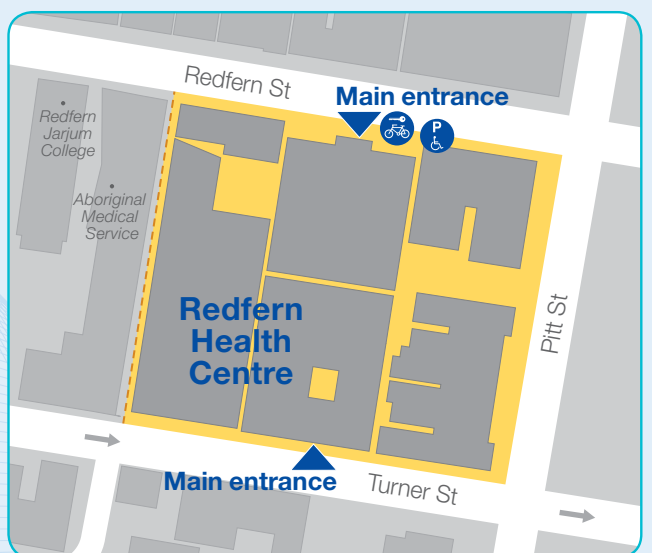 Redfern St
Main entrance
P
Redfern
Jarjum
College
Aboriginal
Medical
Service
Redfern
Health
Centre
Pitt St
Main entrance
Turner St